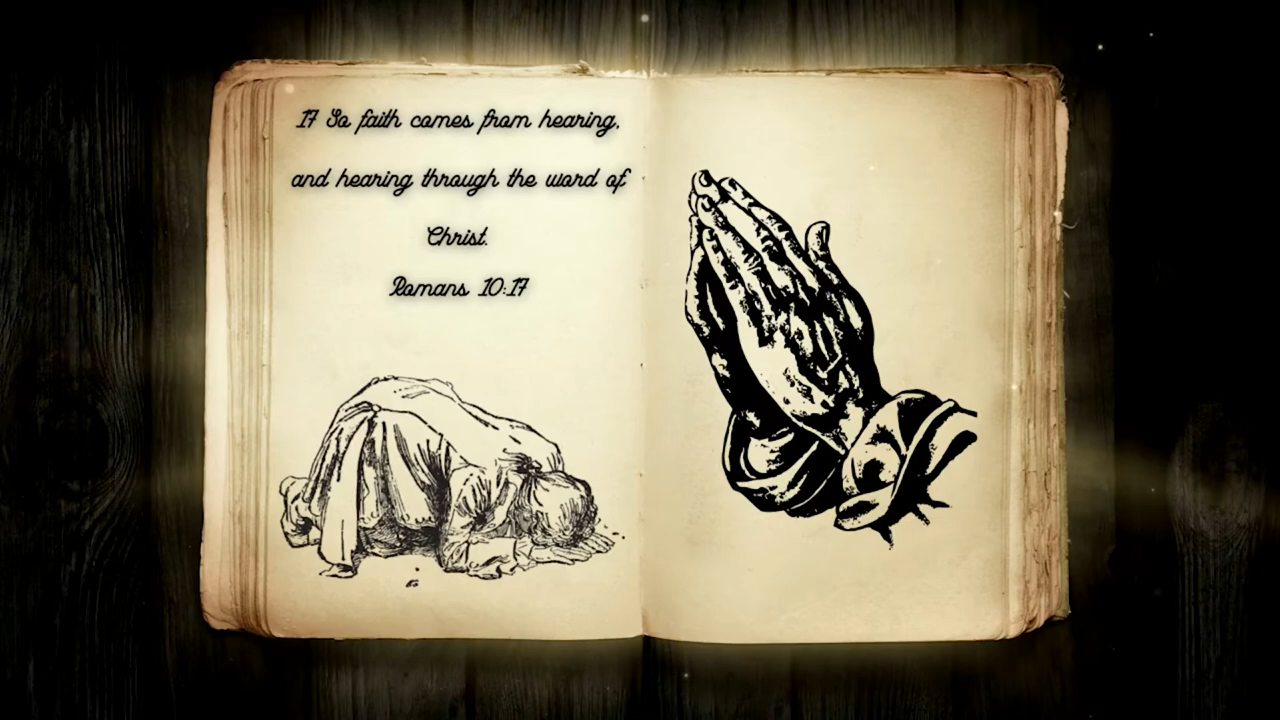 17 So faith comes from hearing,
and hearing through the word of
Christ.
Romans 10:17